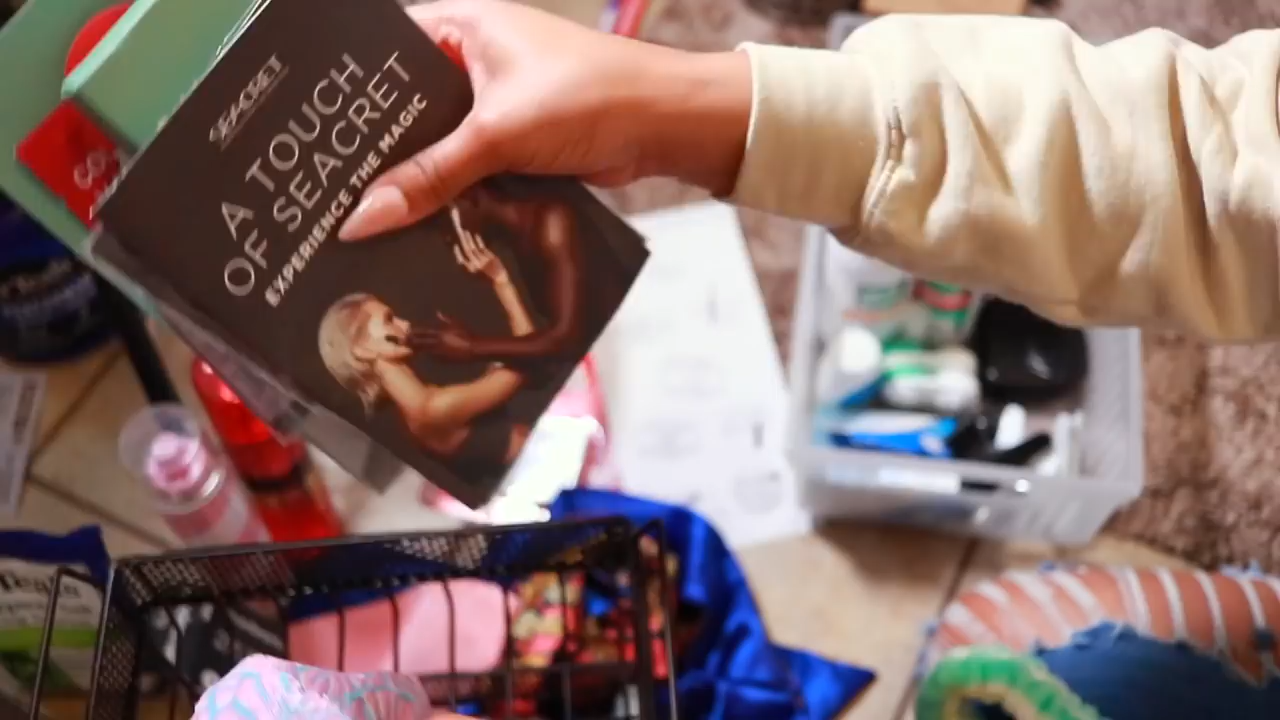 SEACRET
A TOUCH
OF SEACRET
EXPERIENCE THE MAGIC